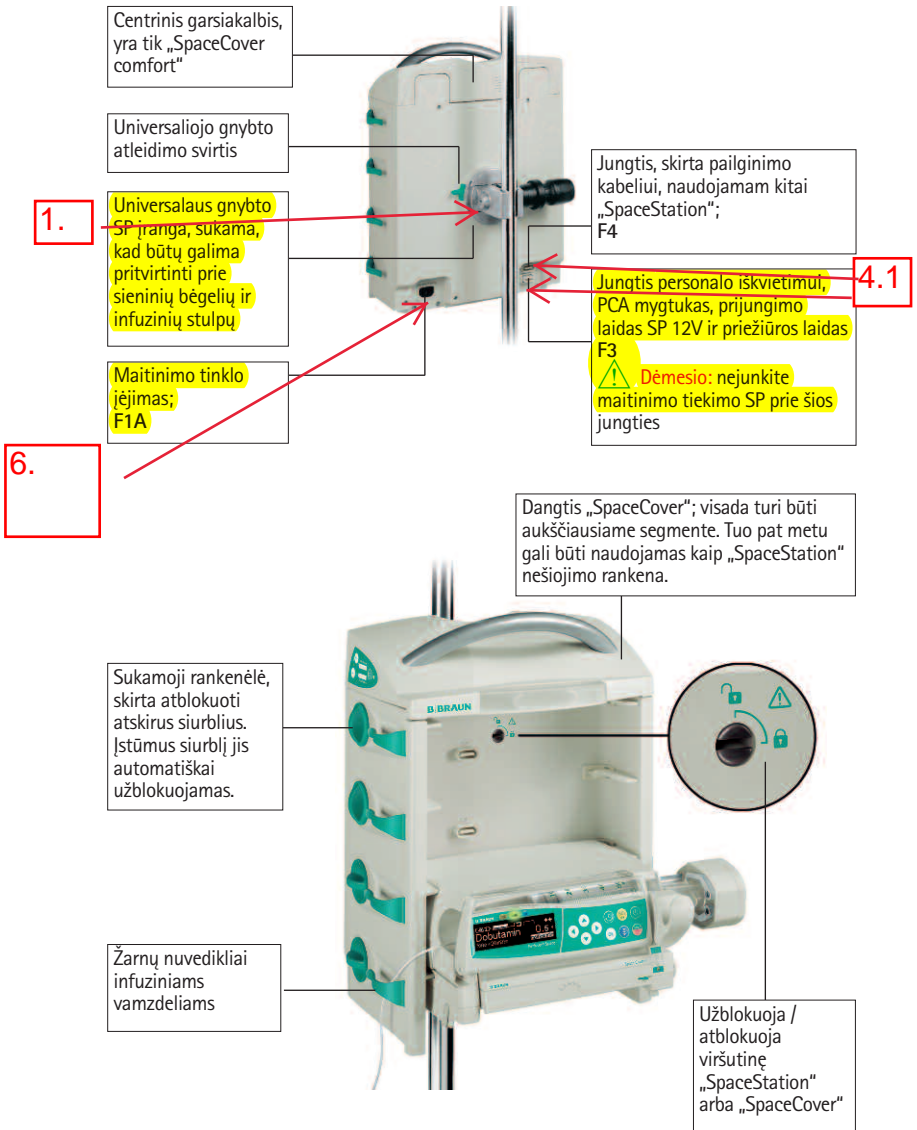 Centrinis garsiakalbis,
yra tik „SpaceCover
comfort“
Universaliojo gnybto
atleidimo svirtis
1.
Universalaus gnybto
SP įranga, sukama,
kad būtų galima
pritvirtinti prie
sieninių bėgelių ir
infuzinių stulpų
Maitinimo tinklo
įėjimas;
F1A
6.
Jungtis, skirta pailginimo
kabeliui, naudojamam kitai
„SpaceStation“;
F4
4.1
Jungtis personalo iškvietimui,
PCA mygtukas, prijungimo
laidas SP 12V ir priežiūros laidas
F3
Dėmesio: nejunkite
maitinimo tiekimo SP prie šios
jungties
Dangtis „SpaceCover“; visada turi būti
aukščiausiame segmente. Tuo pat metu
gali būti naudojamas kaip „SpaceStation“
nešiojimo rankena.
Sukamoji rankenėlė,
skirta atblokuoti
atskirus siurblius.
Įstūmus siurblį jis
automatiškai
užblokuojamas.
B BRAUN
B BRAUN
Dobutamin
0.5
Žarnų nuvedikliai
infuziniams
vamzdeliams
Užblokuoja /
atblokuoja
viršutinę
„SpaceStation“
arba „SpaceCover“